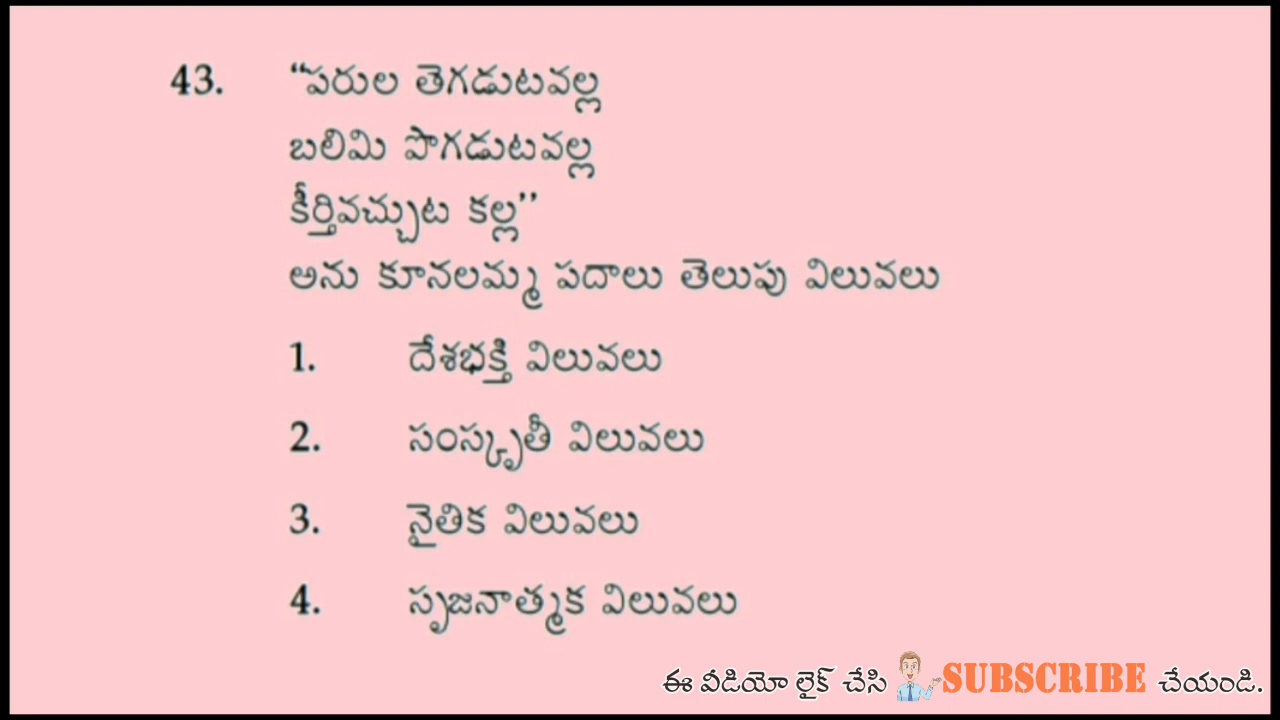 43. “పరుల తెగడుటవల్ల
బలిమి పొగడుటవల్ల
కీర్తివచ్చుట కల్ల”
అను కూనలమ్మ పదాలు తెలుపు విలువలు
1. దేశభక్తి విలువలు
2. సంస్కృతీ విలువలు
3. నైతిక విలువలు
4. సృజనాత్మక విలువలు
ఈ వీడియో లైక్ చేసి SUBSCRIBE చేయండి.